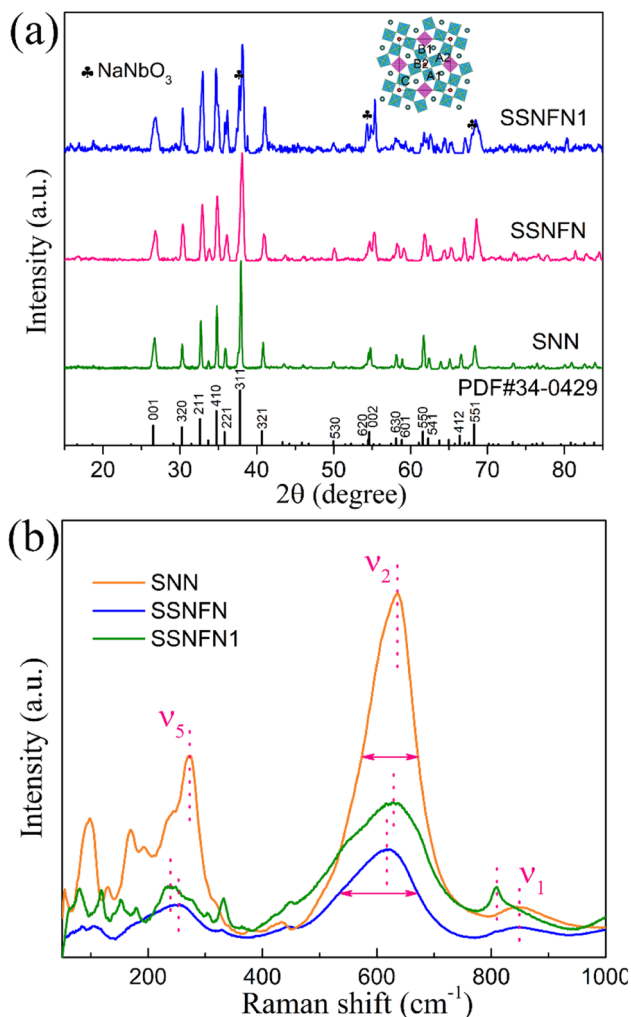 (a)
♣ NaNbO3
B1
B2
A2
C
A1
SSNFN1
SSNFN
SNN
PDF#34-0429
001
320
211
410
221
311
321
530
620
002
630
601
550
541
412
551
Intensity (a.u.)
20 30 40 50 60 70 80
2θ (degree)
(b)
SNN
SSNFN
SSNFN1
ν5
ν2
ν1
Intensity (a.u.)
200 400 600 800 1000
Raman shift (cm-1)